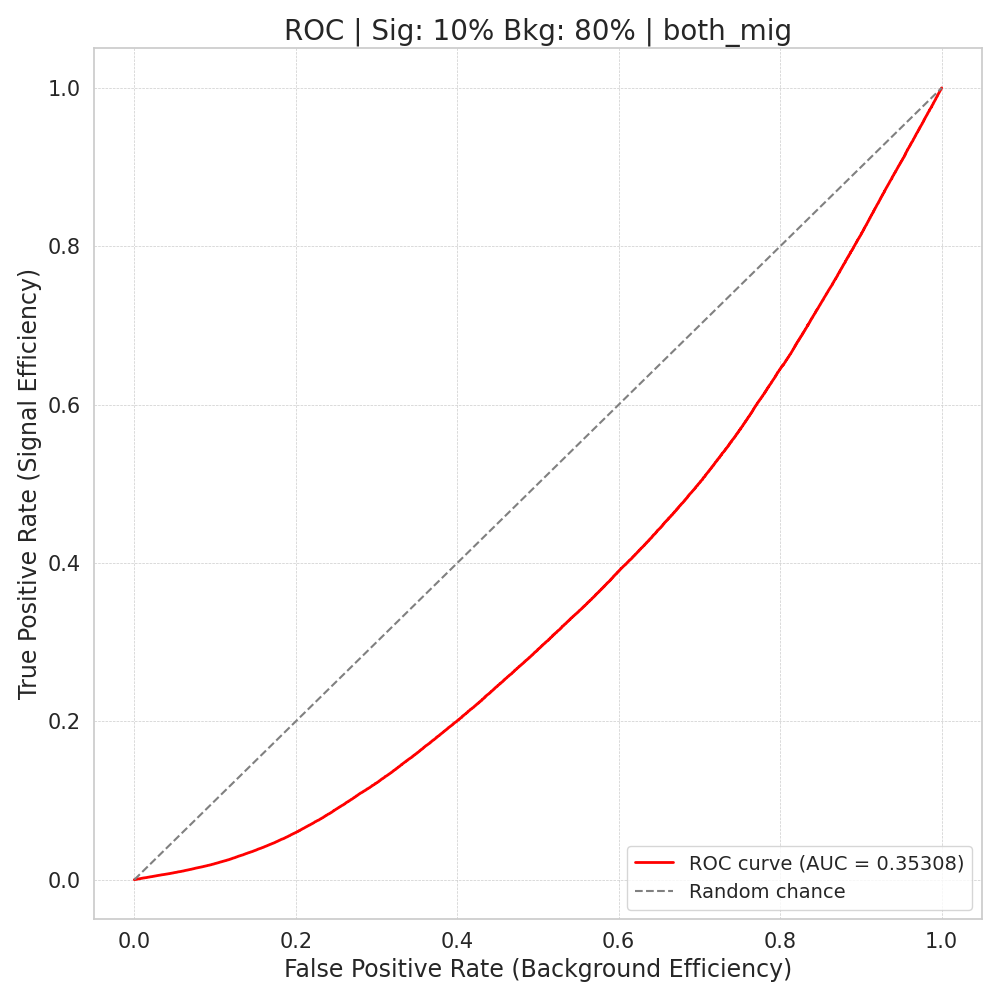 ROC | Sig: 10% Bkg: 80% | both_mig
True Positive Rate (Signal Efficiency)
1.0
0.8
0.6
0.4
0.2
0.0
ROC curve (AUC = 0.35308)
Random chance
0.0 0.2 0.4 0.6 0.8 1.0
False Positive Rate (Background Efficiency)